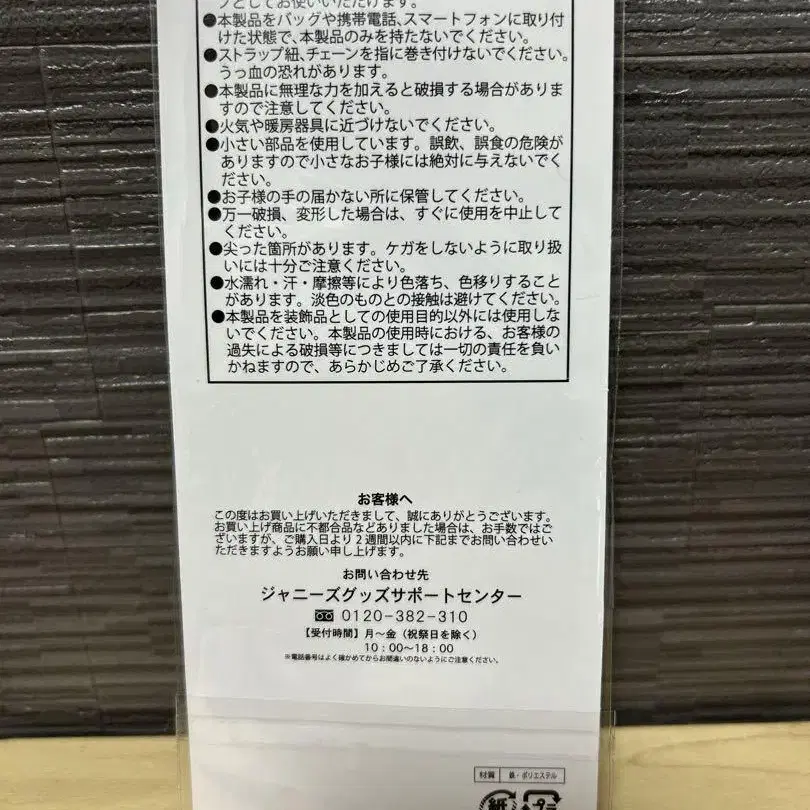 プとしてお使いいただけます。
●本製品をバッグや携帯電話、スマートフォンに取り付
けた状態で、本製品のみを持たないでください。
●ストラップ紐、チェーンを指に巻き付けないでください。
うっ血の恐れがあります。
●本製品に無理な力を加えると破損する場合がありま
すので注意してください。
●火気や暖房器具に近づけないでください。
●小さい部品を使用しています。誤飲、誤食の危険が
ありますので小さなお子様には絶対に与えないでく
ださい。
●お子様の手の届かない所に保管してください。
●万一破損、変形した場合は、すぐに使用を中止して
ください。
●尖った箇所があります。ケガをしないように取り扱
いには十分ご注意ください。
●水濡れ・汗・摩擦等により色落ち、色移りすること
があります。淡色のものとの接触は避けてください。
●本製品を装飾品としての使用目的以外には使用しな
いでください。本製品の使用時における、お客様の
過失による破損等につきましては一切の責任を負い
かねますので、あらかじめご了承ください。
お客様へ
この度はお買い上げいただきまして、誠にありがとうございます。
お買い上げ商品に不都合品などありました場合は、お手数ではご
ざいますが、ご購入日より2週間以内に下記までお問い合わせい
ただきますようお願い申し上げます。
お問い合わせ先
ジャニーズグッズサポートセンター
0120-382-310
【受付時間】月～金（祝祭日を除く）
10:00～18:00
※電話番号はよく確かめてからお間違いのないようにご注意ください。
材質 鉄・ポリエステル
紙 プラ